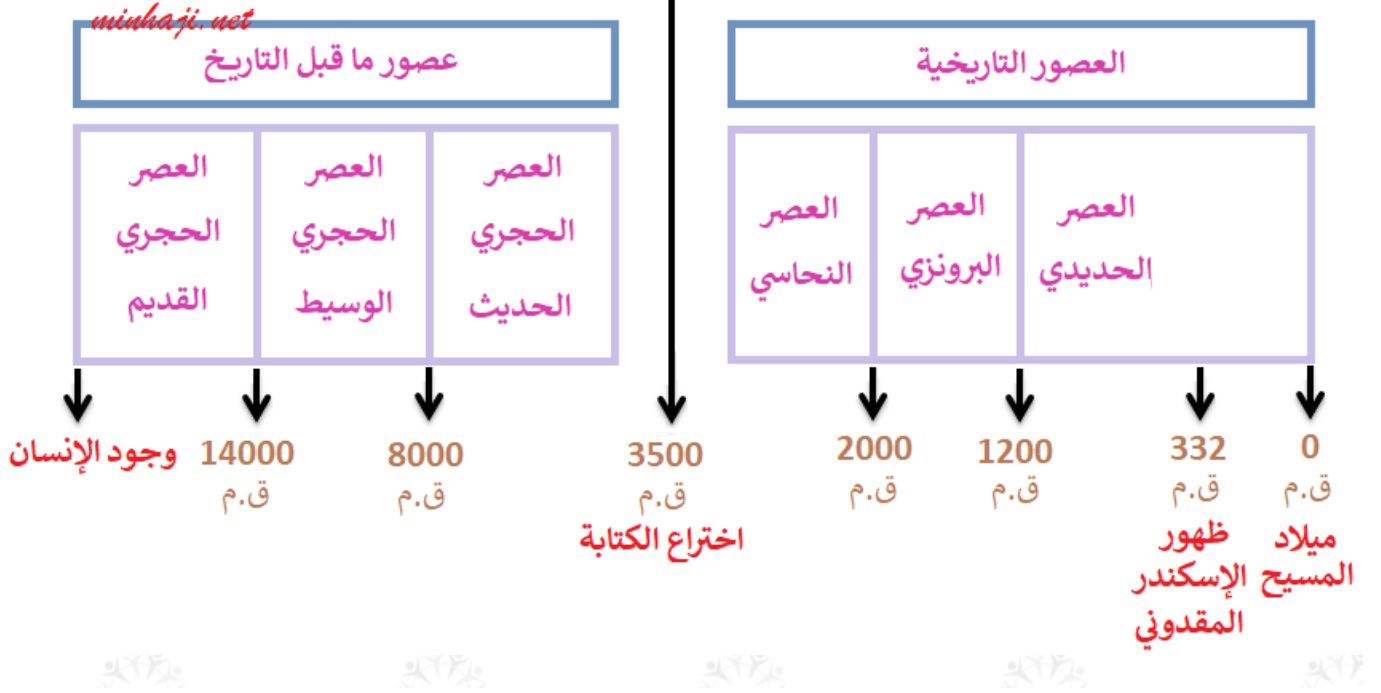 minhaji.net
عصور ما قبل التاريخ
العصور التاريخية
العصر
الحجري
القديم
العصر
الحجري
الوسيط
العصر
الحجري
الحديث
العصر
النحاسي
العصر
البرونزي
العصر
الحديدي
وجود الإنسان
14000
ق.م
8000
ق.م
3500
ق.م
اختراع الكتابة
2000
ق.م
1200
ق.م
332
ق.م
ظهور
الإسكندر
المقدوني
0
ق.م
ميلاد
المسيح